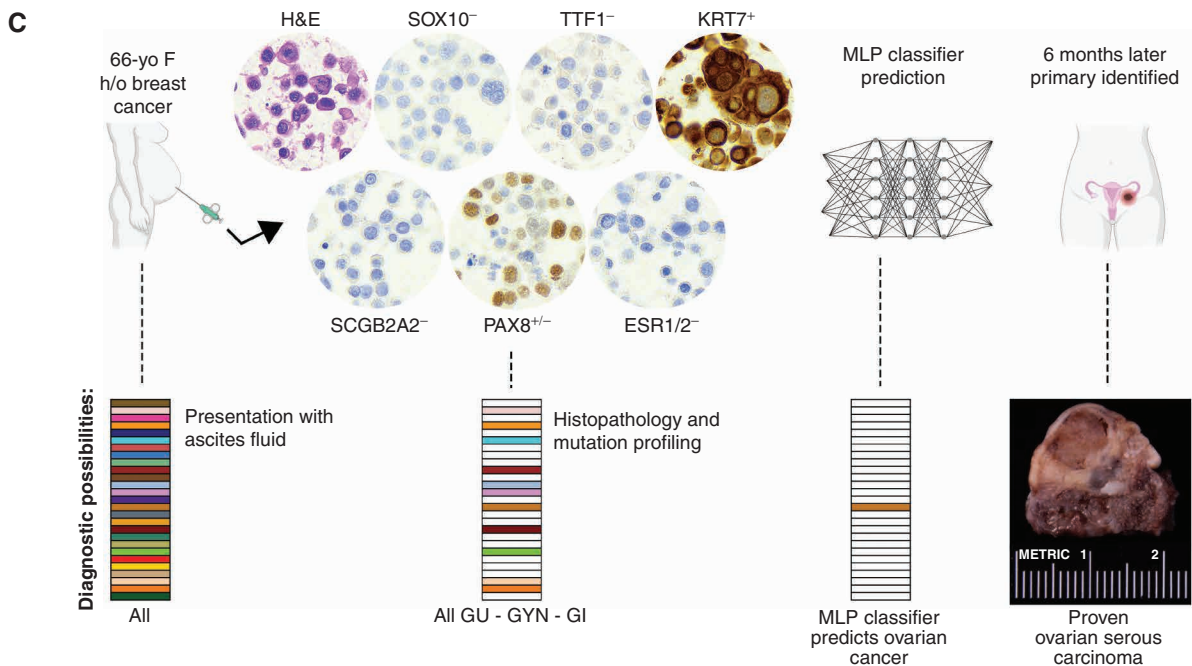 C
66-yo F
h/o breast
cancer
H&E
SOX10⁻
TTF1⁻
KRT7⁺
SCGB2A2⁻
PAX8⁺/⁻
ESR1/2⁻
MLP classifier
prediction
6 months later
primary identified
Diagnostic possibilities:
Presentation with
ascites fluid
All
Histopathology and
mutation profiling
All GU - GYN - GI
MLP classifier
predicts ovarian
cancer
METRIC 1 2
Proven
ovarian serous
carcinoma